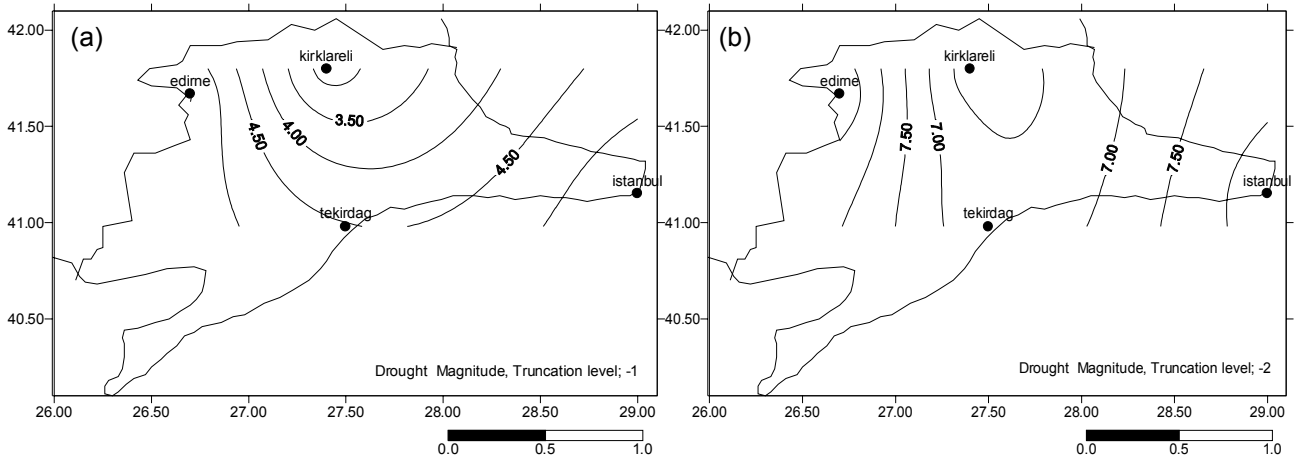 (a)
42.00
41.50
41.00
40.50
kirklareli
edirne
3.50
4.50
4.00
4.50
istanbul
tekirdag
Drought Magnitude, Truncation level; -1
26.00 26.50 27.00 27.50 28.00 28.50 29.00
0.0 0.5 1.0
(b)
42.00
41.50
41.00
40.50
kirklareli
edirne
7.50
7.00
7.00
7.50
istanbul
tekirdag
Drought Magnitude, Truncation level; -2
26.00 26.50 27.00 27.50 28.00 28.50 29.00
0.0 0.5 1.0